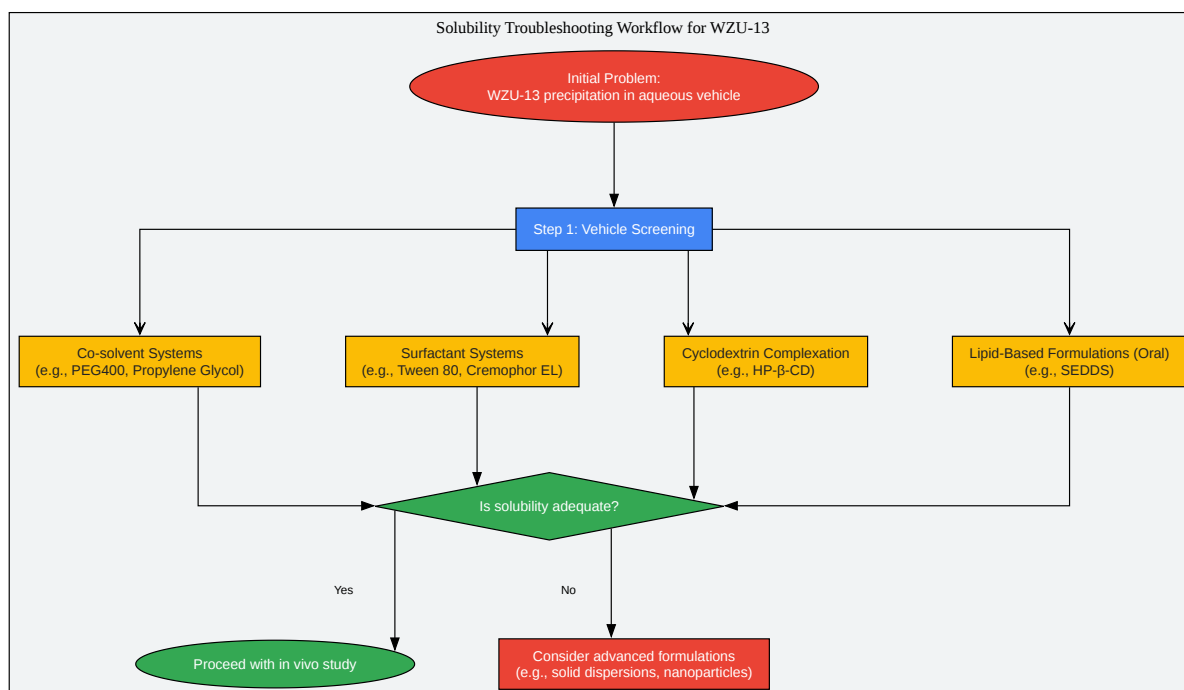 Solubility Troubleshooting Workflow for WZU-13
Initial Problem:
WZU-13 precipitation in aqueous vehicle
Step 1: Vehicle Screening
Co-solvent Systems
(e.g., PEG400, Propylene Glycol)
Surfactant Systems
(e.g., Tween 80, Cremophor EL)
Cyclodextrin Complexation
(e.g., HP-β-CD)
Lipid-Based Formulations (Oral)
(e.g., SEDDS)
Is solubility adequate?
Yes
No
Proceed with in vivo study
Consider advanced formulations
(e.g., solid dispersions, nanoparticles)